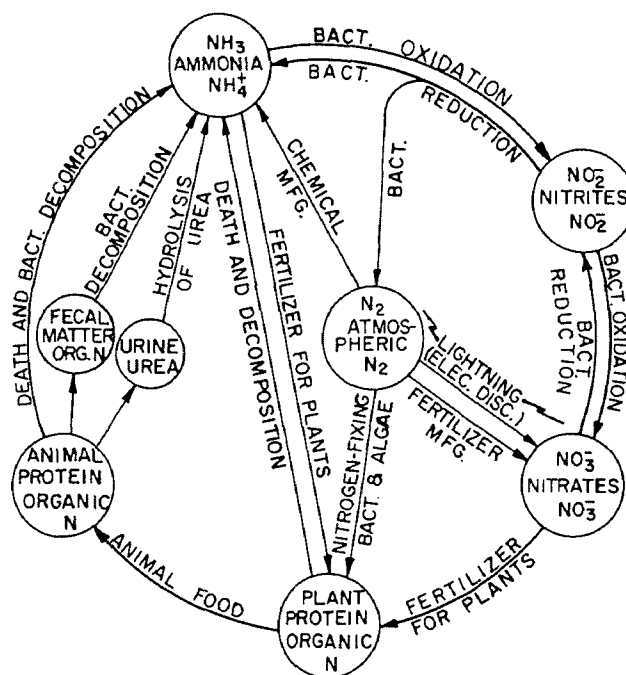 NH3
AMMONIA
NH4+
BACT. OXIDATION
BACT. REDUCTION
NO2-
NITRITES
NO2-
BACT.
CHEMICAL
MFG.
DEATH AND BACT. DECOMPOSITION
BACT.
DECOMPOSITION
HYDROLYSIS
OF UREA
DEATH AND DECOMPOSITION
FERTILIZER FOR PLANTS
BACT OXIDATION
BACT.
REDUCTION
N2
ATMOS-
PHERIC
N2
FECAL
MATTER
ORG. N
URINE
UREA
LIGHTNING
(ELEC. DISC.)
FERTILIZER
MFG.
NITROGEN-FIXING
BACT. & ALGAE
ANIMAL
PROTEIN
ORGANIC
N
NO3-
NITRATES
NO3-
ANIMAL FOOD
FERTILIZER
FOR PLANTS
PLANT
PROTEIN
ORGANIC
N